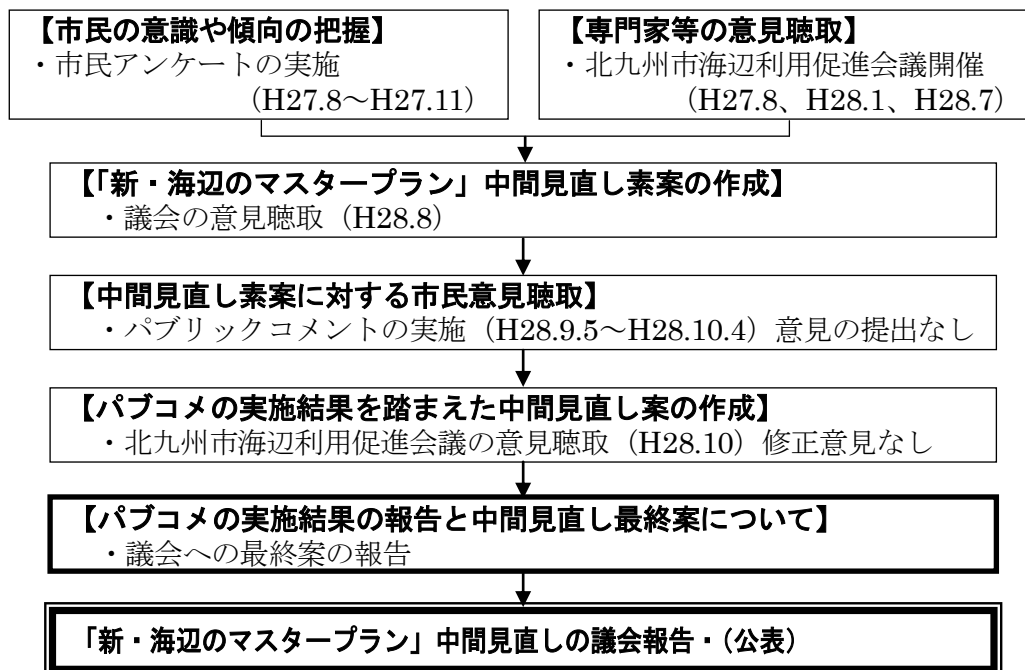 【市民の意識や傾向の把握】
・市民アンケートの実施
(H27.8～H27.11)
【専門家等の意見聴取】
・北九州市海辺利用促進会議開催
(H27.8、H28.1、H28.7)
【「新・海辺のマスタープラン」中間見直し素案の作成】
・議会の意見聴取（H28.8）
【中間見直し素案に対する市民意見聴取】
・パブリックコメントの実施（H28.9.5～H28.10.4）意見の提出なし
【パブコメの実施結果を踏まえた中間見直し案の作成】
・北九州市海辺利用促進会議の意見聴取（H28.10）修正意見なし
【パブコメの実施結果の報告と中間見直し最終案について】
・議会への最終案の報告
「新・海辺のマスタープラン」中間見直しの議会報告・（公表）